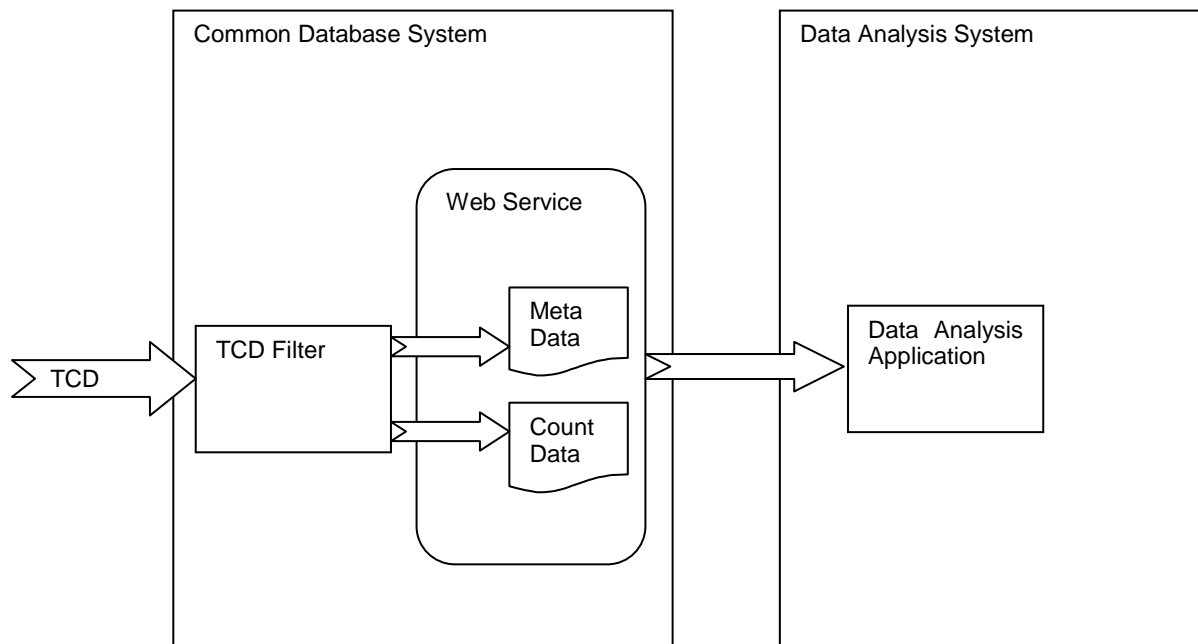 Common Database System
Data Analysis System
Web Service
Meta
Data
TCD Filter
Data Analysis
Application
TCD
Count
Data